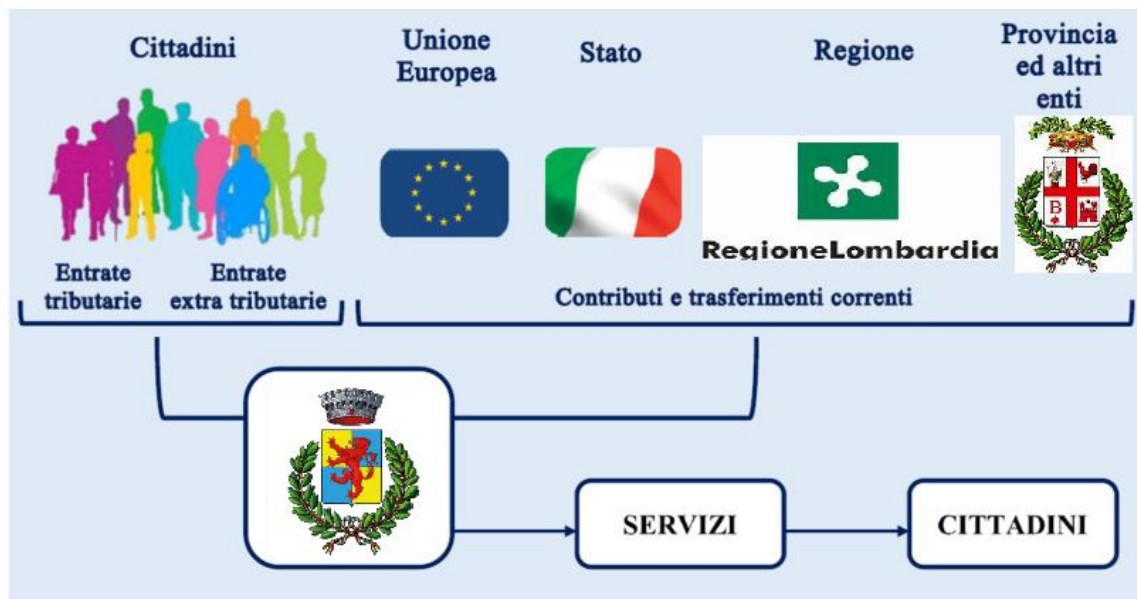 Cittadini
Unione
Europea
Stato
Regione
Provincia
ed altri
enti
B
RegioneLombardia
Entrate
tributarie
Entrate
extra tributarie
Contributi e trasferimenti correnti
SERVIZI
CITTADINI